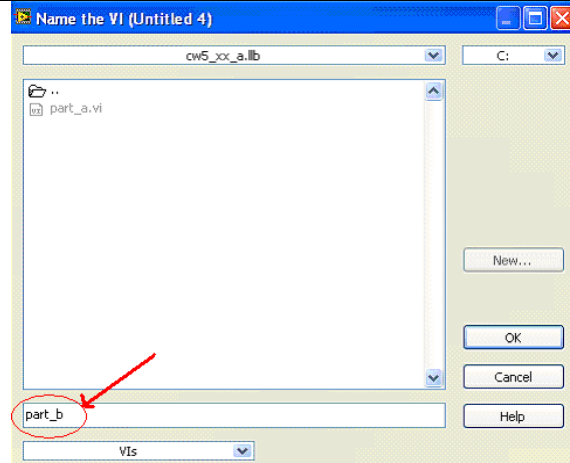 Name the VI (Untitled 4)
cw5_xx_a.llb
C:
..
part_a.vi
New...
OK
Cancel
part_b
Help
VIs